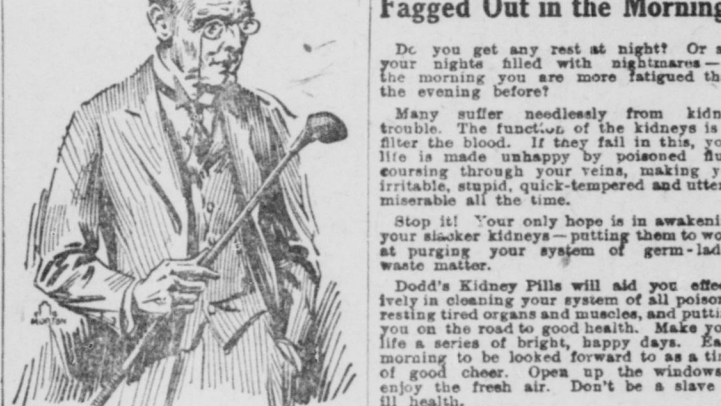 Fagged Out in the Morning
Do you get any rest at night? Or
your nights filled with nightmares —
the morning you are more fatigued th
the evening before?
Many suffer needlessly from kidn
trouble. The function of the kidneys is
filter the blood. If they fail in this, yo
life is made unhappy by poisoned
coursing through your veins, making y
irritable, stupid, quick-tempered and utter
miserable all the time.
Stop it! Your only hope is in awakeni
your slacker kidneys — putting them to wo
at purging your system of germ-lad
waste matter.
Dodd's Kidney Pills will aid you effec
ively in cleaning your system of all poison
resting tired organs and muscles, and putti
you on the road to good health. Make yo
life a series of bright, happy days. Ea
morning to be looked forward to as a ti
of good cheer. Open up the windows
enjoy the fresh air. Don't be a slave
ill health.
MORTON